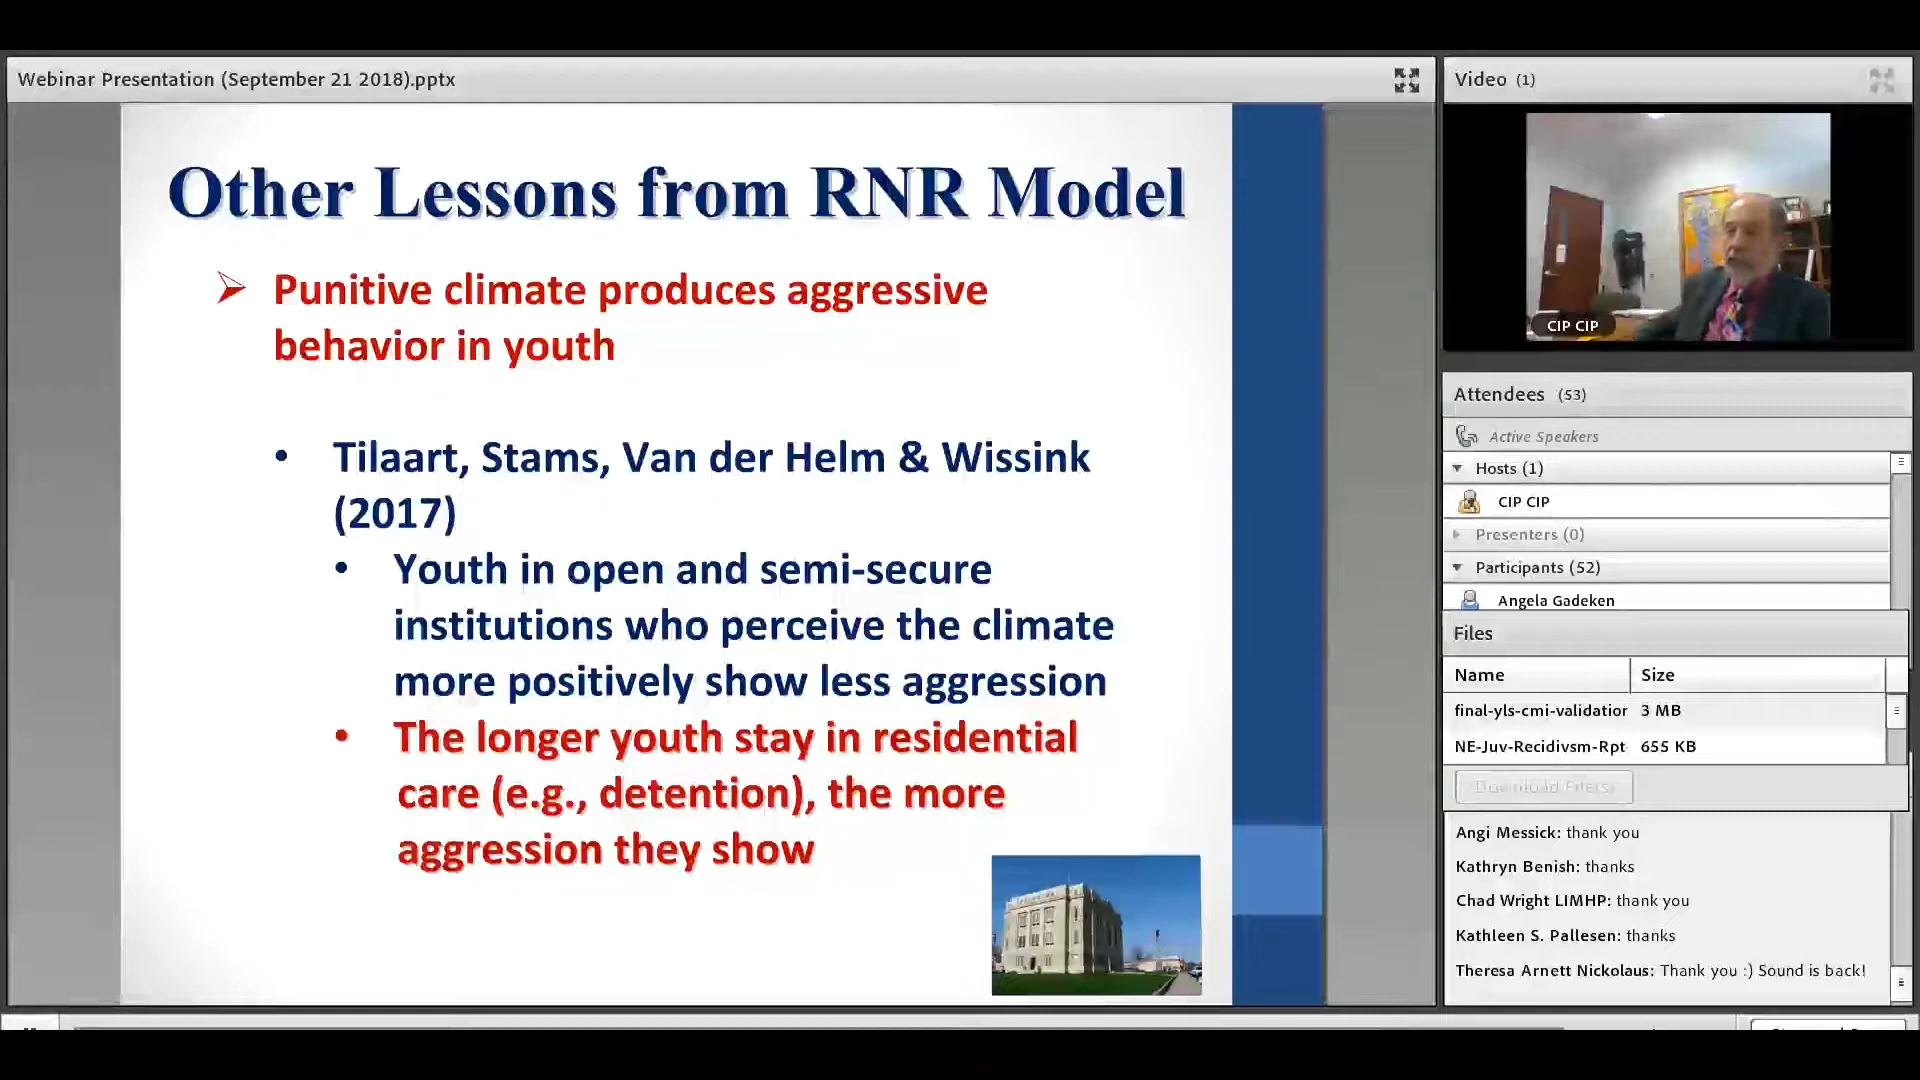 Webinar Presentation (September 21 2018).pptx
Other Lessons from RNR Model
Punitive climate produces aggressive
behavior in youth
• Tilaart, Stams, Van der Helm & Wissink
(2017)
• Youth in open and semi-secure
institutions who perceive the climate
more positively show less aggression
• The longer youth stay in residential
care (e.g., detention), the more
aggression they show
Video (1)
CIP CIP
Attendees (53)
Active Speakers
Hosts (1)
CIP CIP
Presenters (0)
Participants (52)
Angela Gadeken
Files
Name Size
final-yls-cmi-validation 3 MB
NE-Juv-Recidivsm-Rpt 655 KB
Download File(s)
Angi Messick: thank you
Kathryn Benish: thanks
Chad Wright LIMHP: thank you
Kathleen S. Pallesen: thanks
Theresa Arnett Nickolaus: Thank you :) Sound is back!